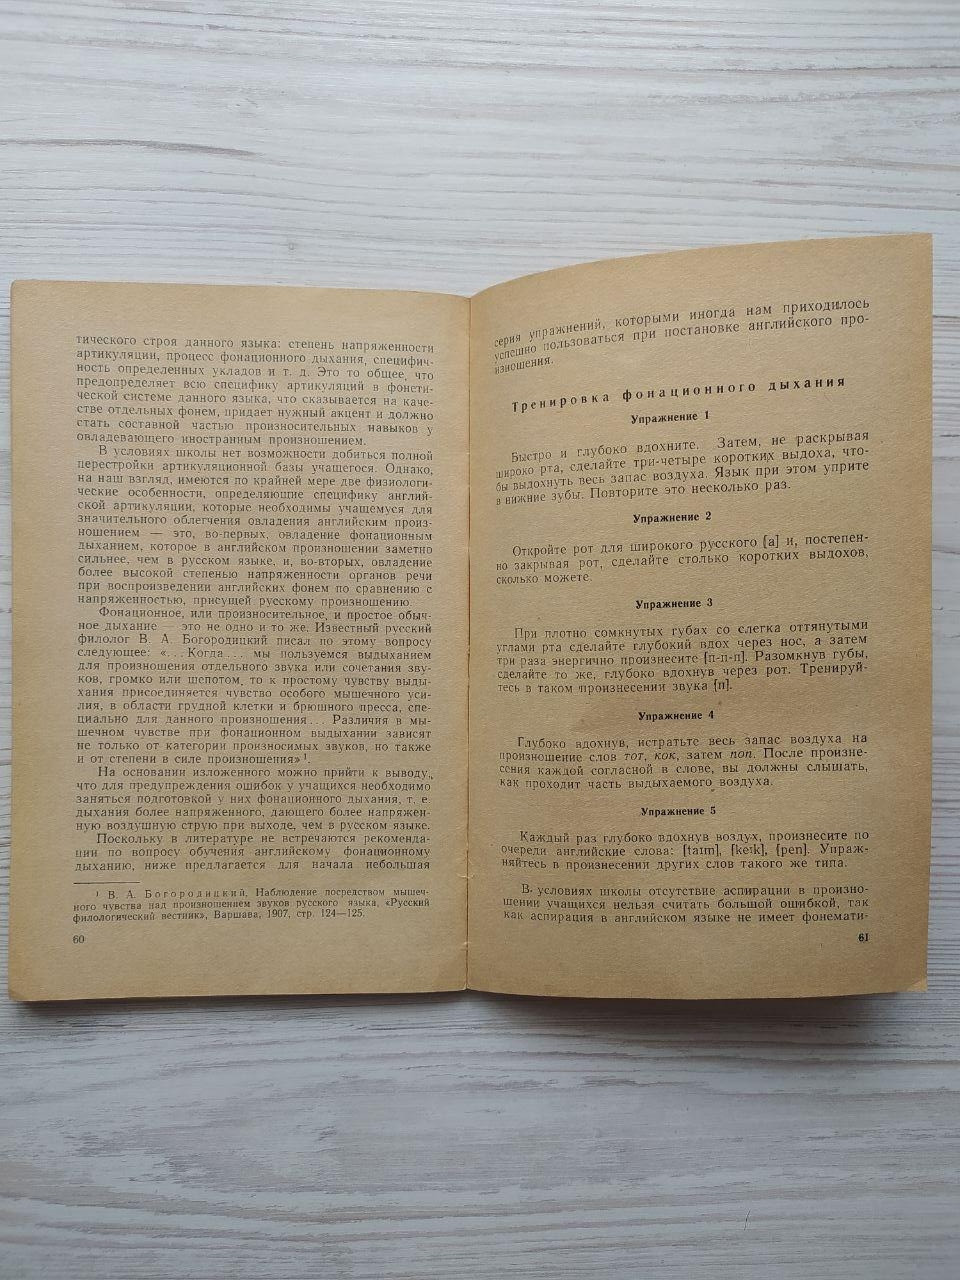 тического строя данного языка: степень напряженности
артикуляции, процесс фонационного дыхания, специфич-
ность определенных укладов и т. д. Это то общее, что
предопределяет всю специфику артикуляций в фонети-
ческой системе данного языка, что сказывается на каче-
стве отдельных фонем, придает нужный акцент и должно
стать составной частью произносительных навыков у
овладевающего иностранным произношением.
В условиях школы нет возможности добиться полной
перестройки артикуляционной базы учащегося. Однако,
на наш взгляд, имеются по крайней мере две физиологи-
ческие особенности, определяющие специфику англий-
ской артикуляции, которые необходимы учащемуся для
значительного облегчения овладения английским произ-
ношением — это, во-первых, овладение фонационным
дыханием, которое в английском произношении заметно
сильнее, чем в русском языке, и, во-вторых, овладение
более высокой степенью напряженности органов речи
при воспроизведении английских фонем по сравнению с
напряженностью, присущей русскому произношению.
Фонационное, или произносительное, и простое обыч-
ное дыхание — это не одно и то же. Известный русский
филолог В. А. Богородицкий писал по этому вопросу
следующее: «...Когда... мы пользуемся выдыханием
для произношения отдельного звука или сочетания зву-
ков, громко или шепотом, то к простому чувству выды-
хания присоединяется чувство особого мышечного уси-
лия, в области грудной клетки и брюшного пресса, спе-
циально для данного произношения... Различия в мы-
шечном чувстве при фонационном выдыхании зависят
не только от категории произносимых звуков, но также
и от степени в силе произношения» ¹.
На основании изложенного можно прийти к выводу,
что для предупреждения ошибок у учащихся необходимо
заняться подготовкой у них фонационного дыхания, т. е.
дыхания более напряженного, дающего более напряжен-
ную воздушную струю при выходе, чем в русском языке.
Поскольку в литературе не встречаются рекоменда-
ции по вопросу обучения английскому фонационному
дыханию, ниже предлагается для начала небольшая
¹ В. А. Богородицкий, Наблюдение посредством мышеч-
ного чувства над произношением звуков русского языка, «Русский
филологический вестник», Варшава, 1907, стр. 124—125.
60
серия упражнений, которыми иногда нам приходилось
успешно пользоваться при постановке английского про-
изношения.
Тренировка фонационного дыхания
Упражнение 1
Быстро и глубоко вдохните. Затем, не раскрывая
широко рта, сделайте три-четыре коротких выдоха, что-
бы выдохнуть весь запас воздуха. Язык при этом уприте
в нижние зубы. Повторите это несколько раз.
Упражнение 2
Откройте рот для широкого русского [а] и, постепен-
но закрывая рот, сделайте столько коротких выдохов,
сколько можете.
Упражнение 3
При плотно сомкнутых губах со слегка оттянутыми
углами рта сделайте глубокий вдох через нос, а затем
три раза энергично произнесите [п-п-п]. Разомкнув губы,
сделайте то же, глубоко вдохнув через рот. Тренируй-
тесь в таком произнесении звука [п].
Упражнение 4
Глубоко вдохнув, истратьте весь запас воздуха на
произношение слов тот, кок, затем поп. После произне-
сения каждой согласной в слове, вы должны слышать,
как проходит часть выдыхаемого воздуха.
Упражнение 5
Каждый раз глубоко вдохнув воздух, произнесите по
очереди английские слова: [taım], [keık], [pen]. Упраж-
няйтесь в произнесении других слов такого же типа.
В условиях школы отсутствие аспирации в произно-
шении учащихся нельзя считать большой ошибкой, так
как аспирация в английском языке не имеет фонемати-
61